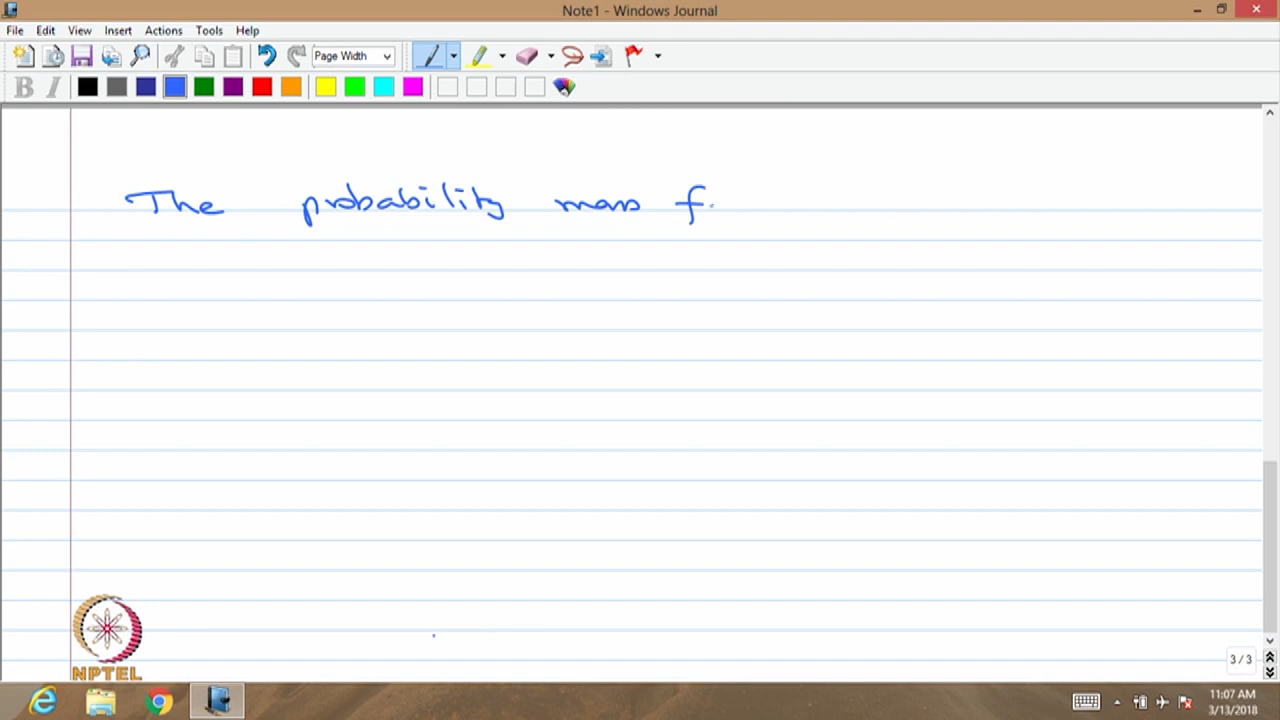 Note1 - Windows Journal
File Edit View Insert Actions Tools Help
Page Width
B I
The probability mass f
NPTEL
3 / 3
11:07 AM
3/13/2018